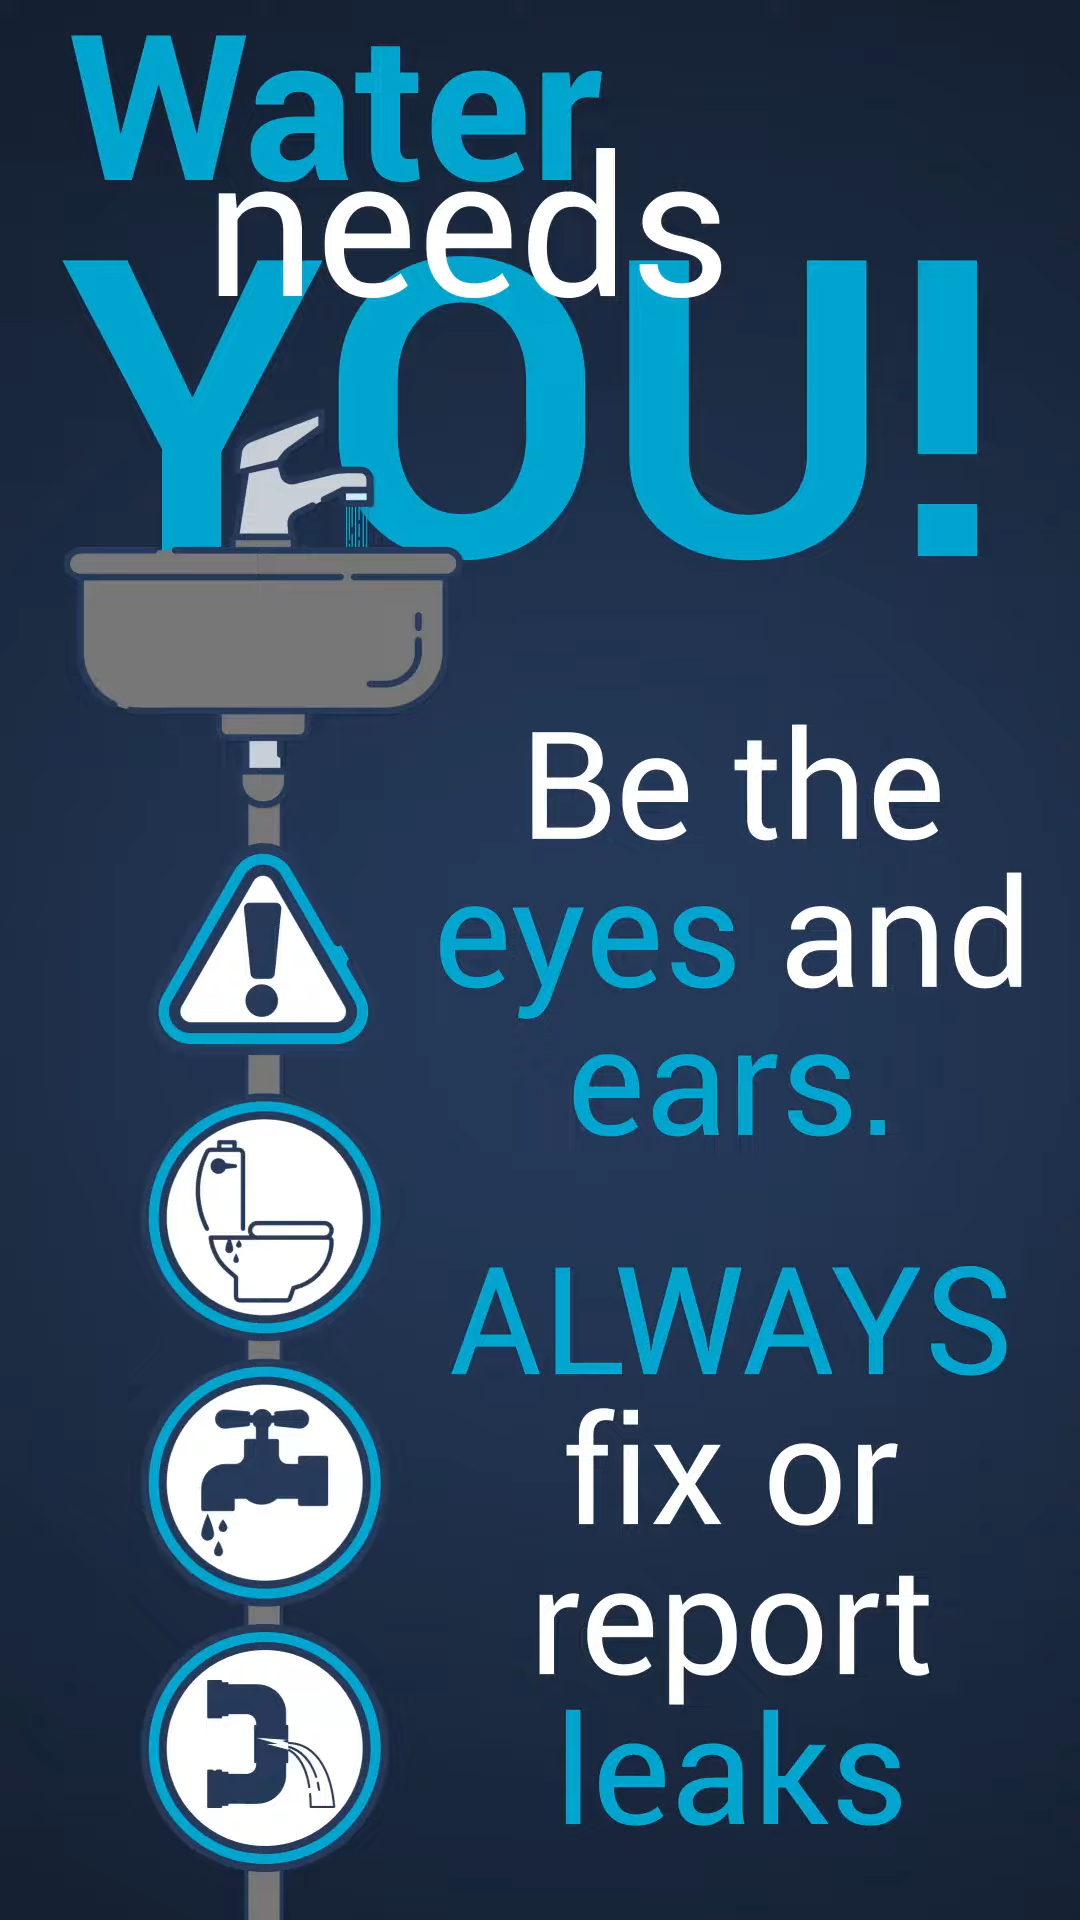 Water
needs
YOU!
Be the
eyes and
ears.
ALWAYS
fix or
report
leaks